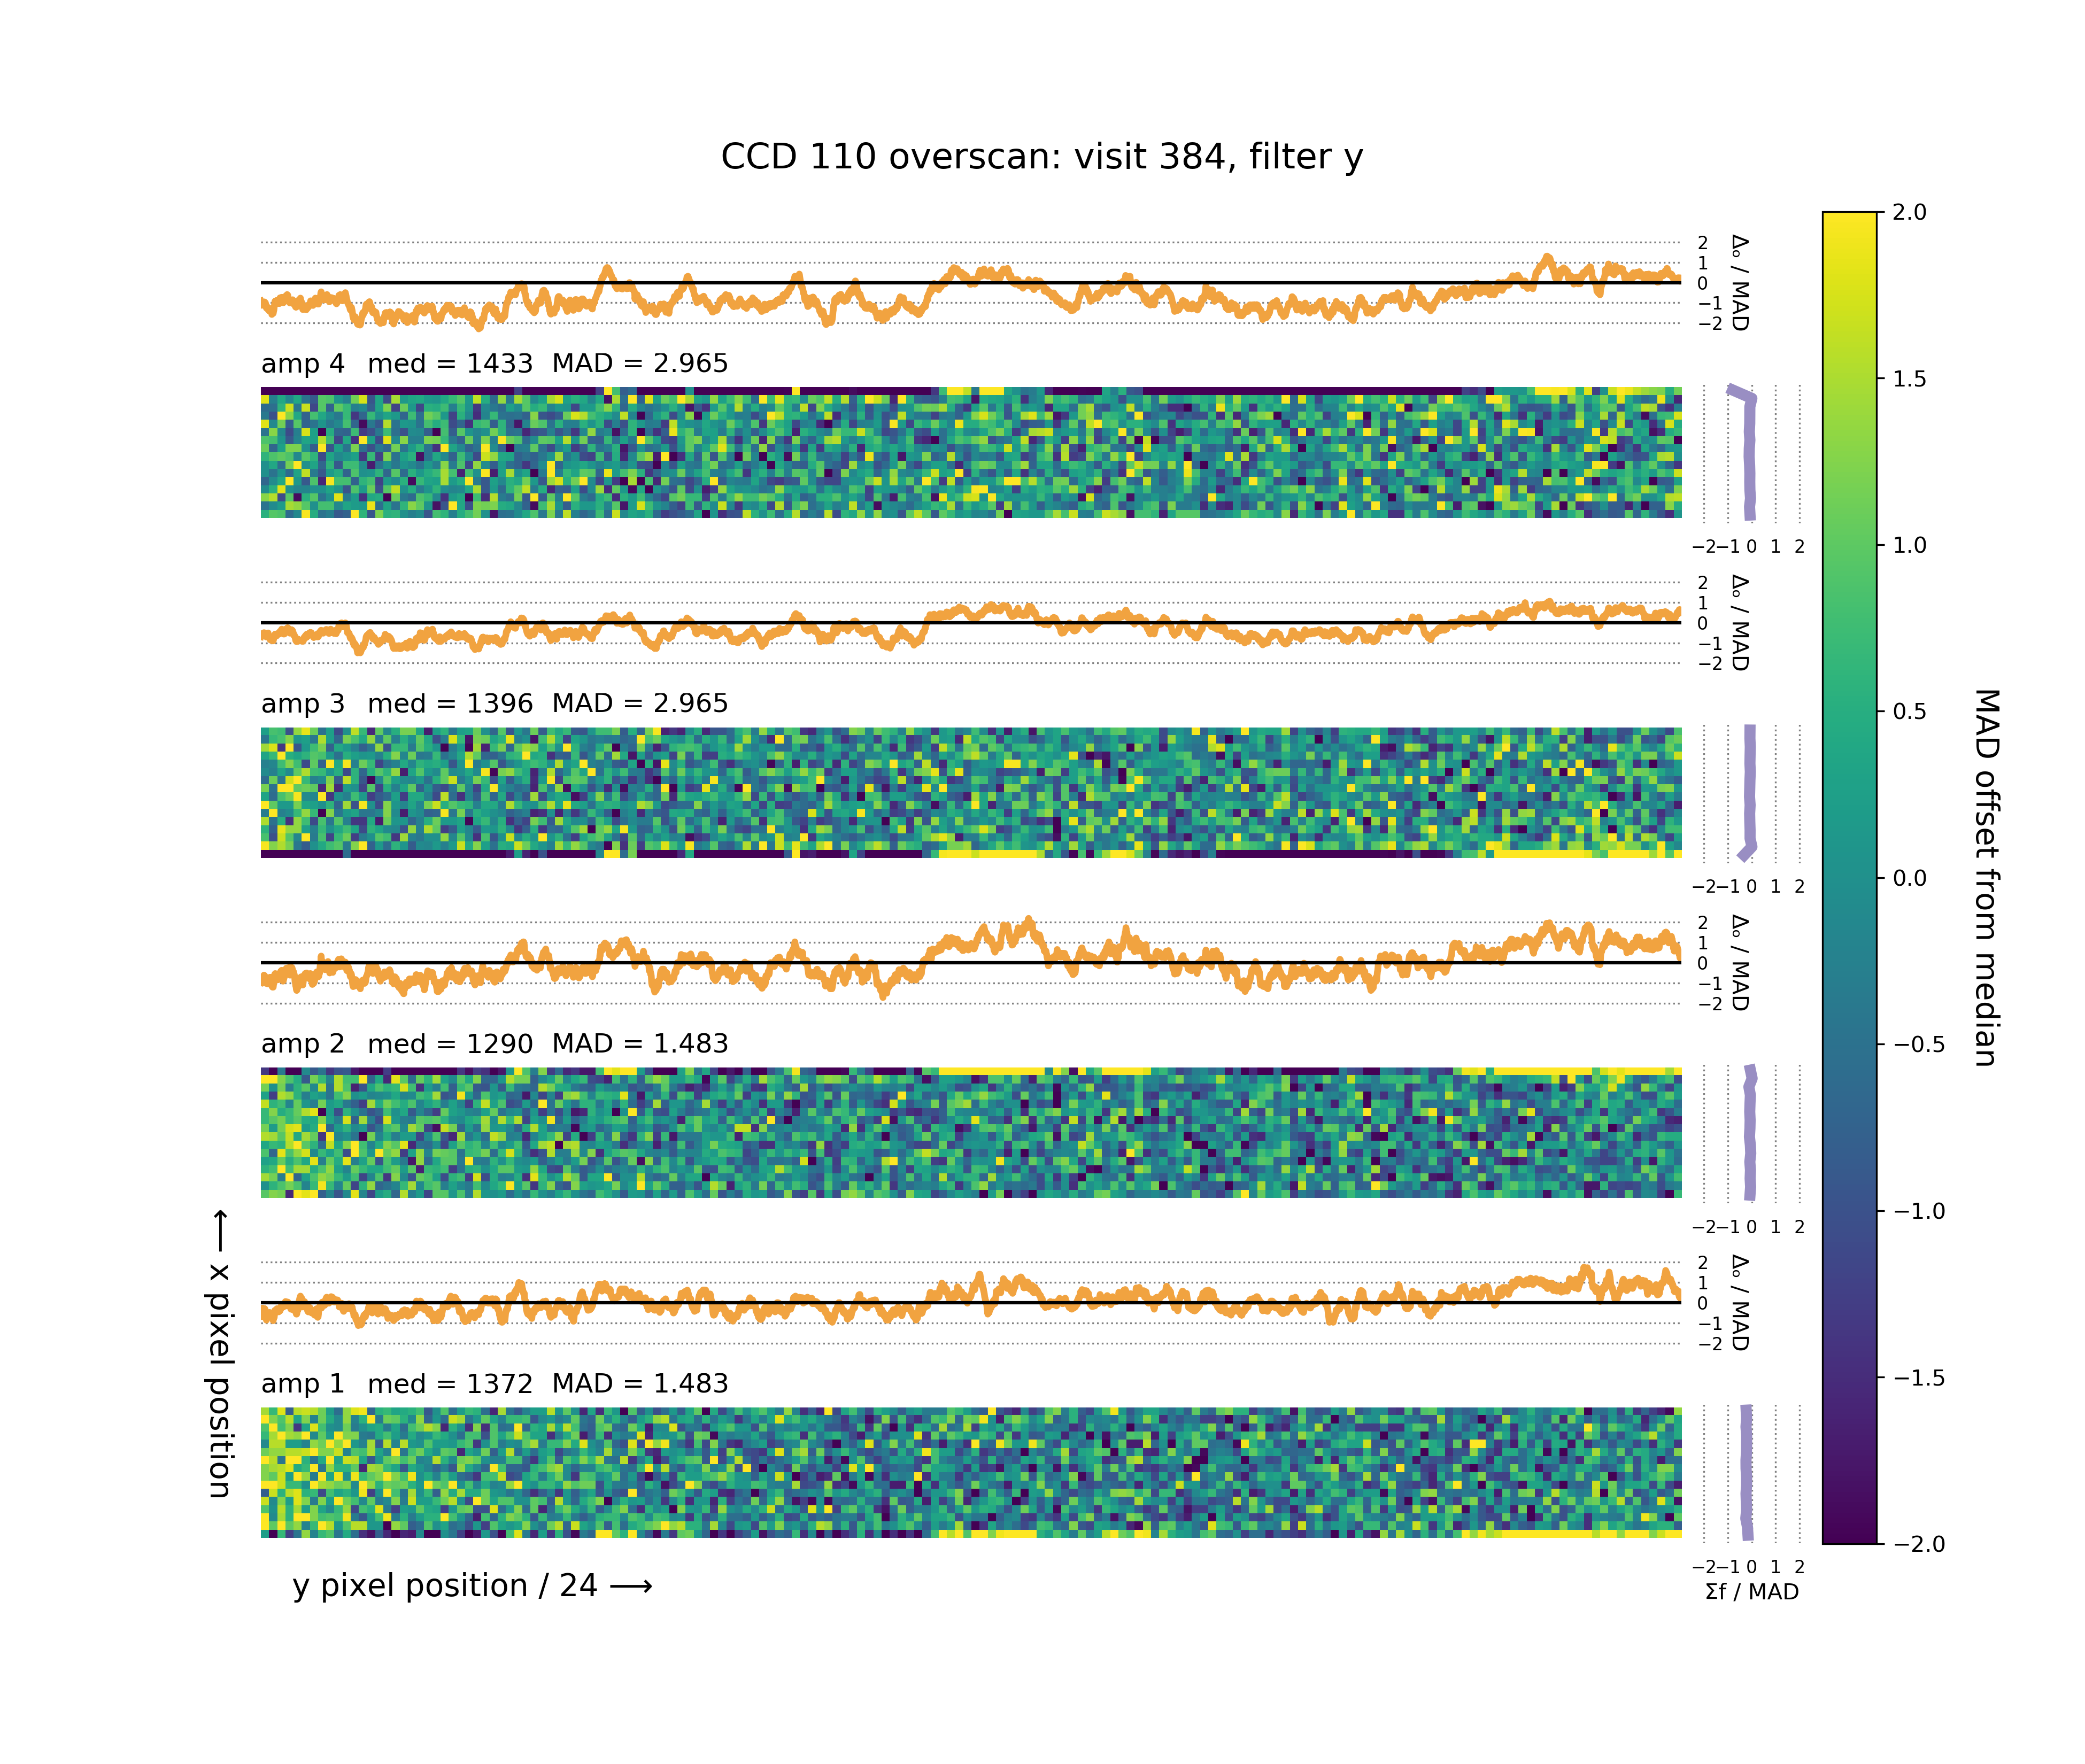 CCD 110 overscan: visit 384, filter y
2
1
0
−1
−2
Δₒ / MAD
amp 4 med = 1433 MAD = 2.965
−2 −1 0 1 2
2
1
0
−1
−2
Δₒ / MAD
amp 3 med = 1396 MAD = 2.965
−2 −1 0 1 2
2
1
0
−1
−2
Δₒ / MAD
amp 2 med = 1290 MAD = 1.483
−2 −1 0 1 2
2
1
0
−1
−2
Δₒ / MAD
amp 1 med = 1372 MAD = 1.483
−2 −1 0 1 2
Σf / MAD
y pixel position / 24 ⟶
⟵ x pixel position
2.0
1.5
1.0
0.5
0.0
−0.5
−1.0
−1.5
−2.0
MAD offset from median